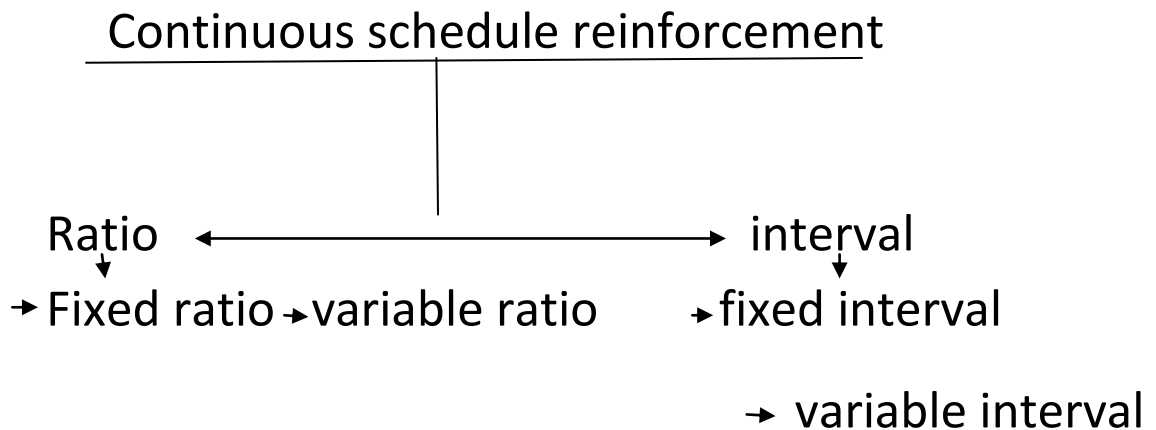 Continuous schedule reinforcement
Ratio interval
Fixed ratio variable ratio fixed interval
variable interval